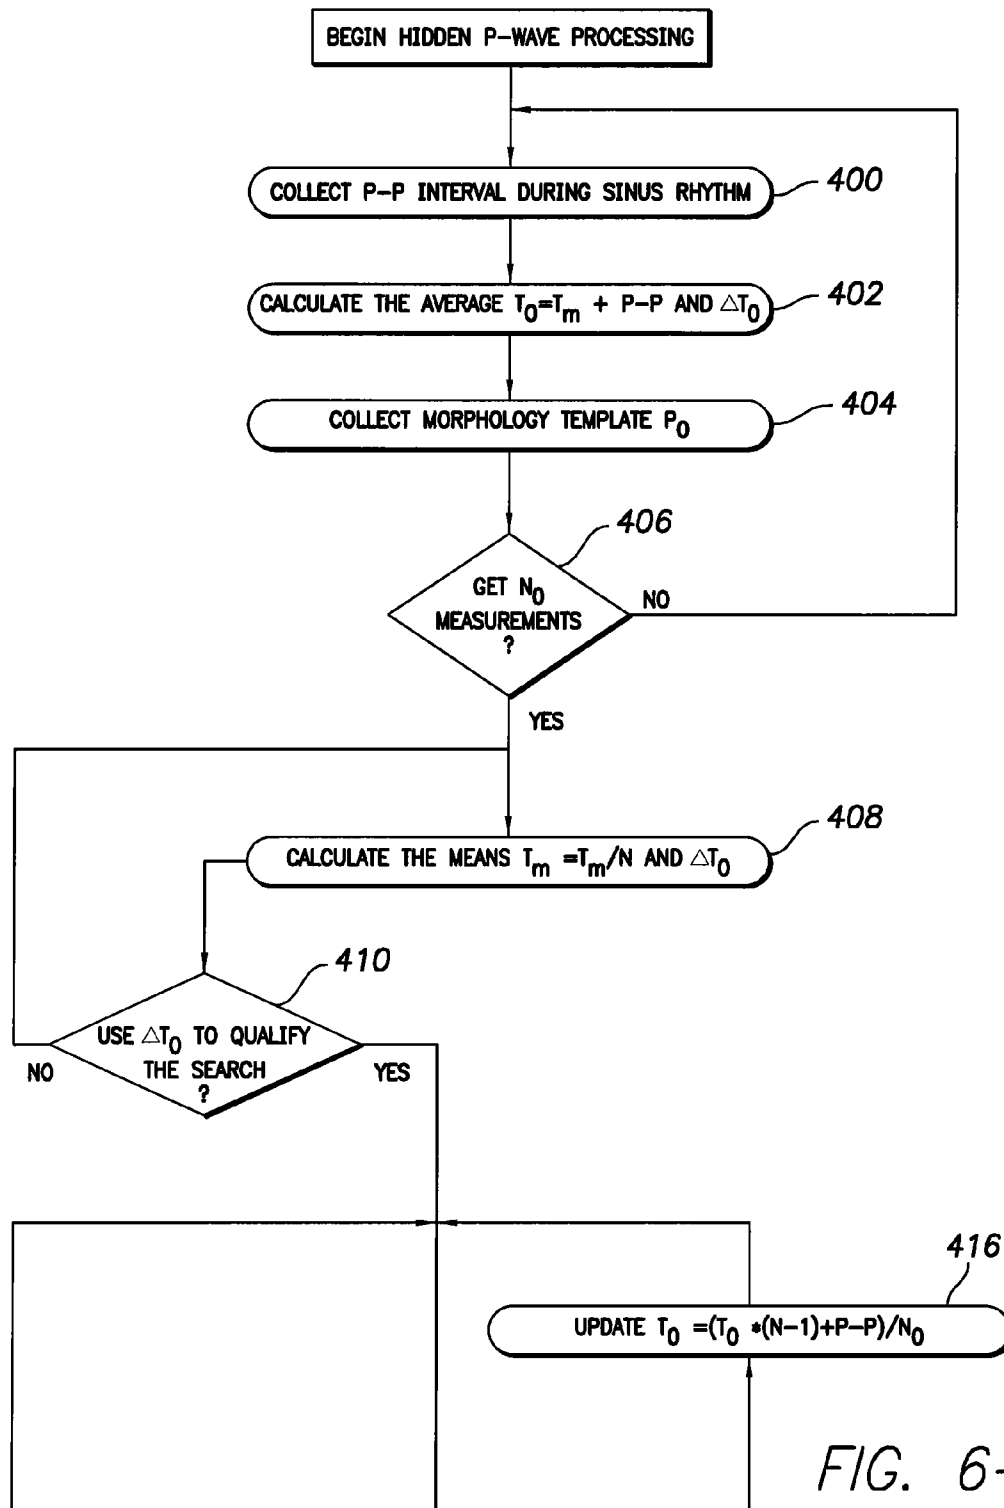 BEGIN HIDDEN P-WAVE PROCESSING
COLLECT P-P INTERVAL DURING SINUS RHYTHM
400
CALCULATE THE AVERAGE T0=Tm + P-P AND △T0
402
COLLECT MORPHOLOGY TEMPLATE P0
404
406
GET N0
MEASUREMENTS
?
NO
YES
408
CALCULATE THE MEANS Tm =Tm/N AND △T0
410
USE △T0 TO QUALIFY
THE SEARCH
?
NO
YES
416
UPDATE T0 =(T0 *(N-1)+P-P)/N0
FIG. 6-